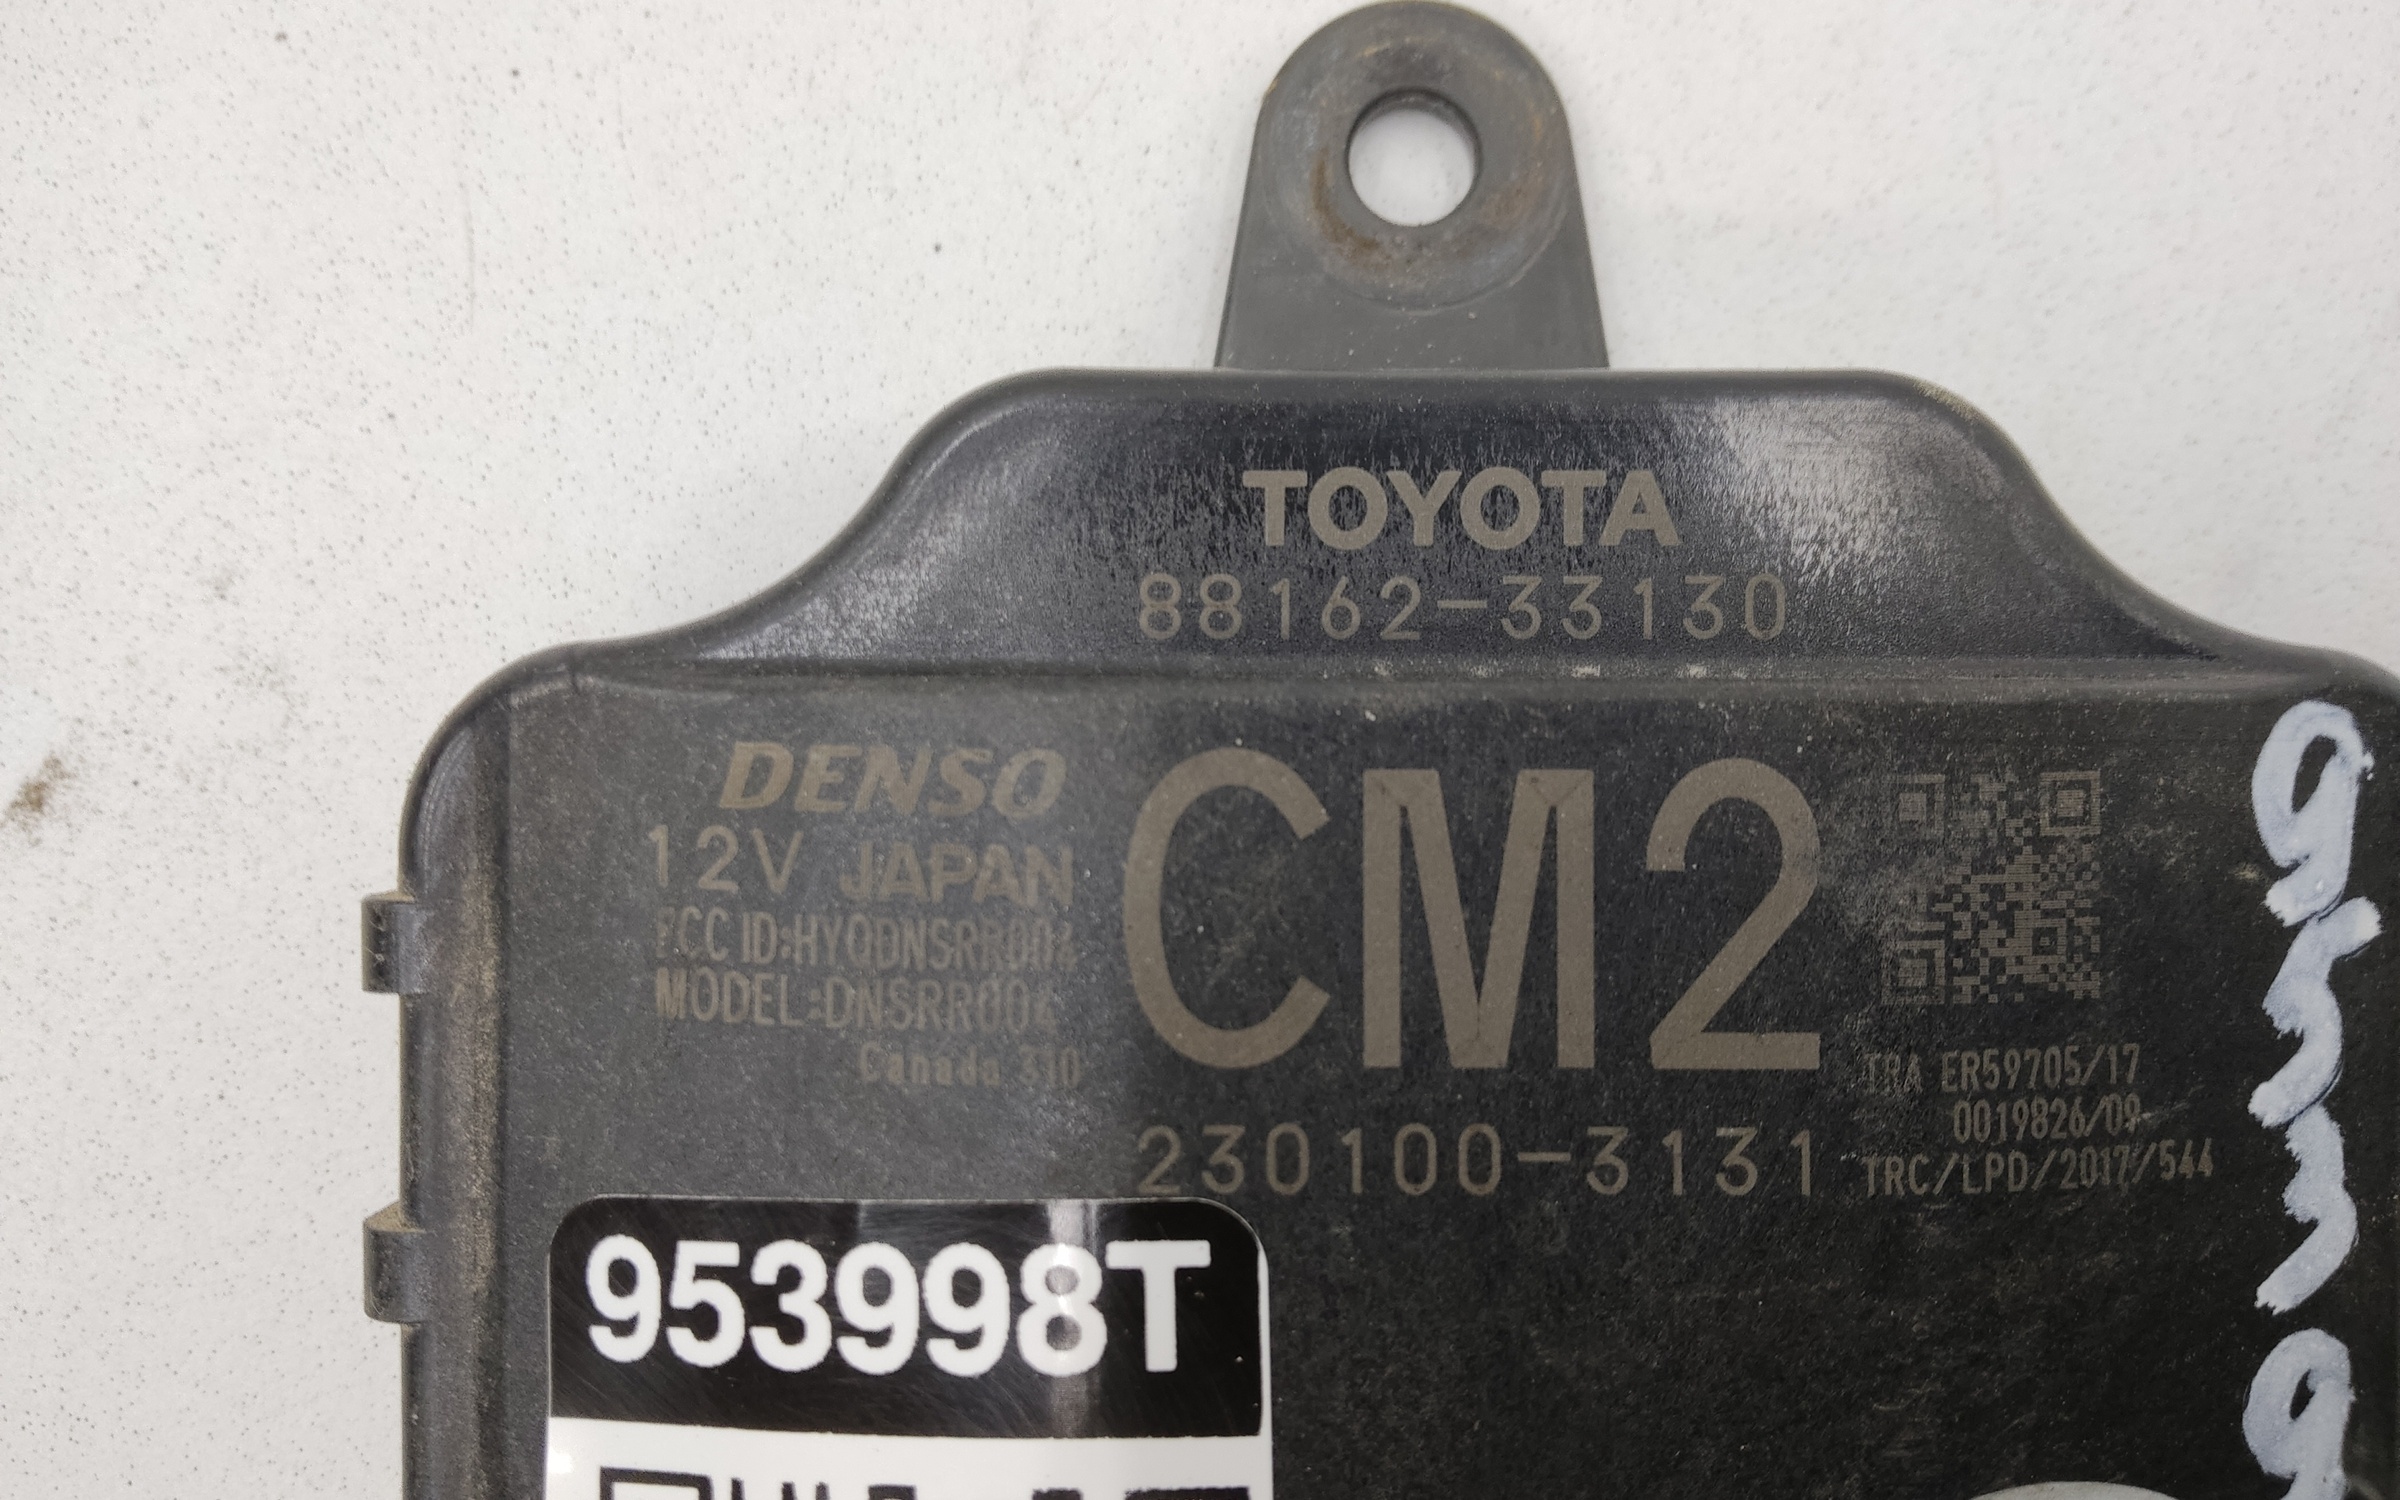 TOYOTA
88162-33130
DENSO
12V JAPAN
FCC ID:HYQDNSRR004
MODEL:DNSRR004
Canada 310
CM2
230100-3131
TRA ER59705/17
0019826/09
TRC/LPD/2017/544
953998T